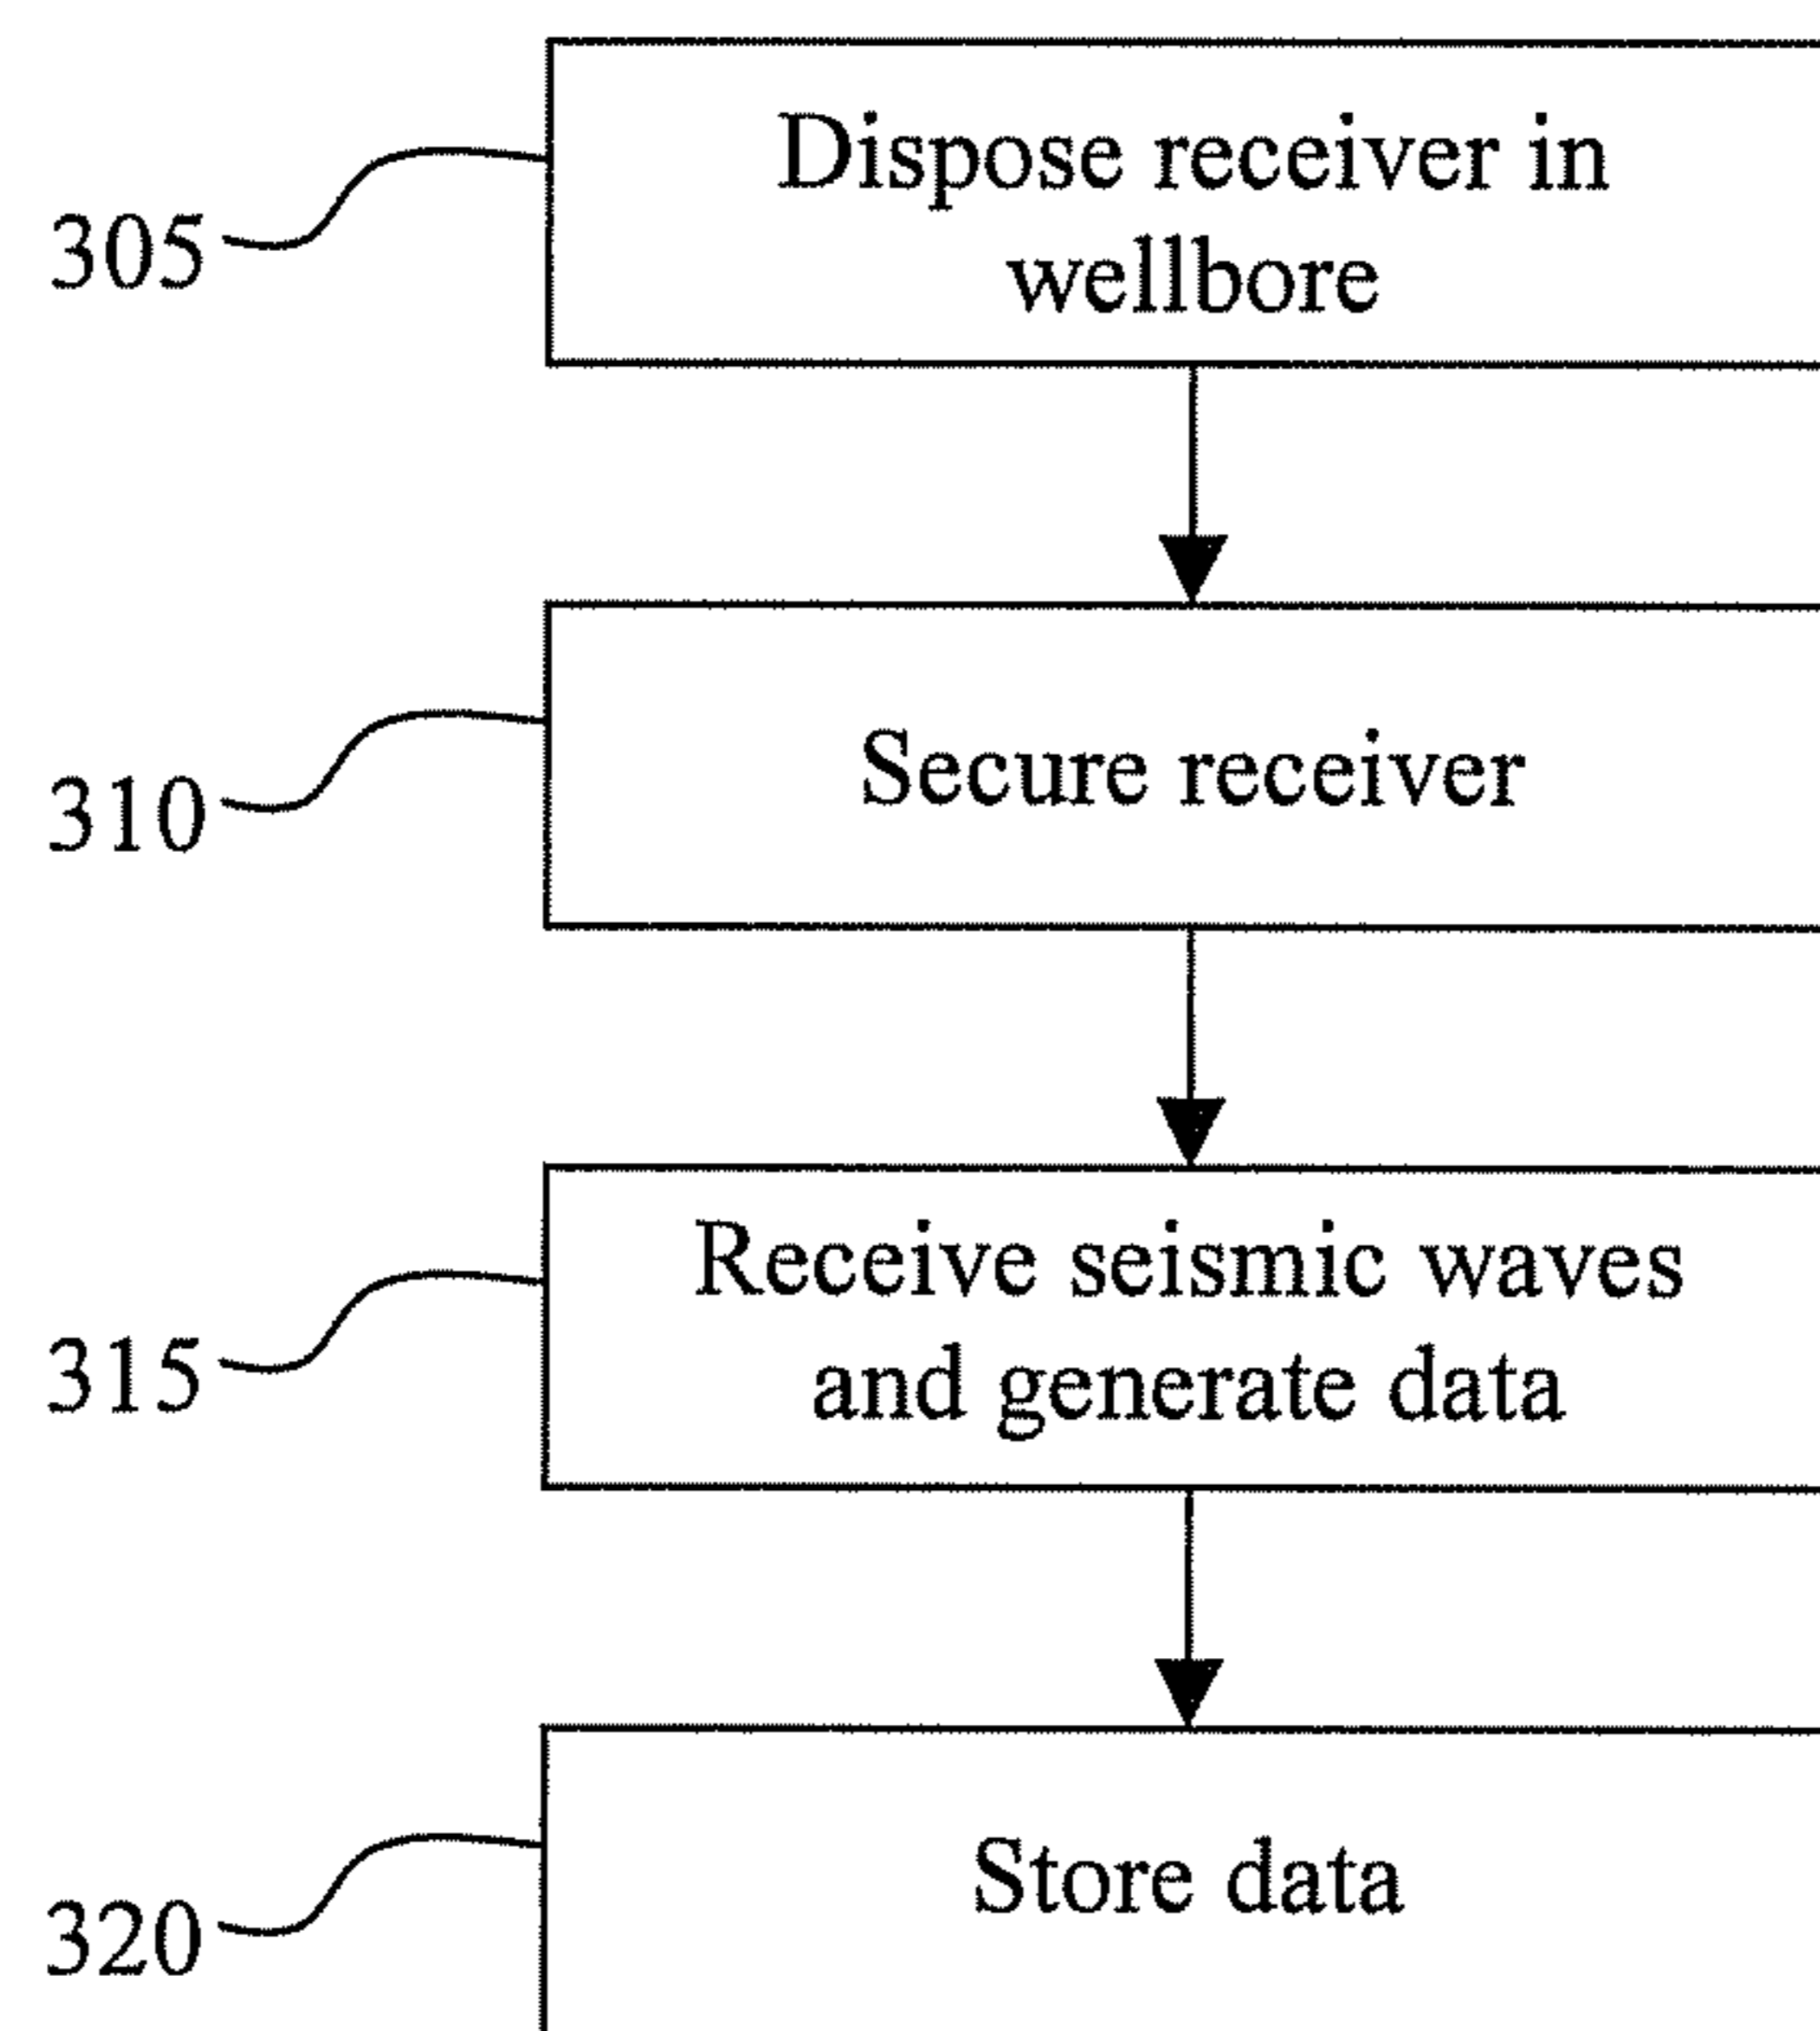 Dispose receiver in
wellbore
305
Secure receiver
310
Receive seismic waves
and generate data
315
Store data
320